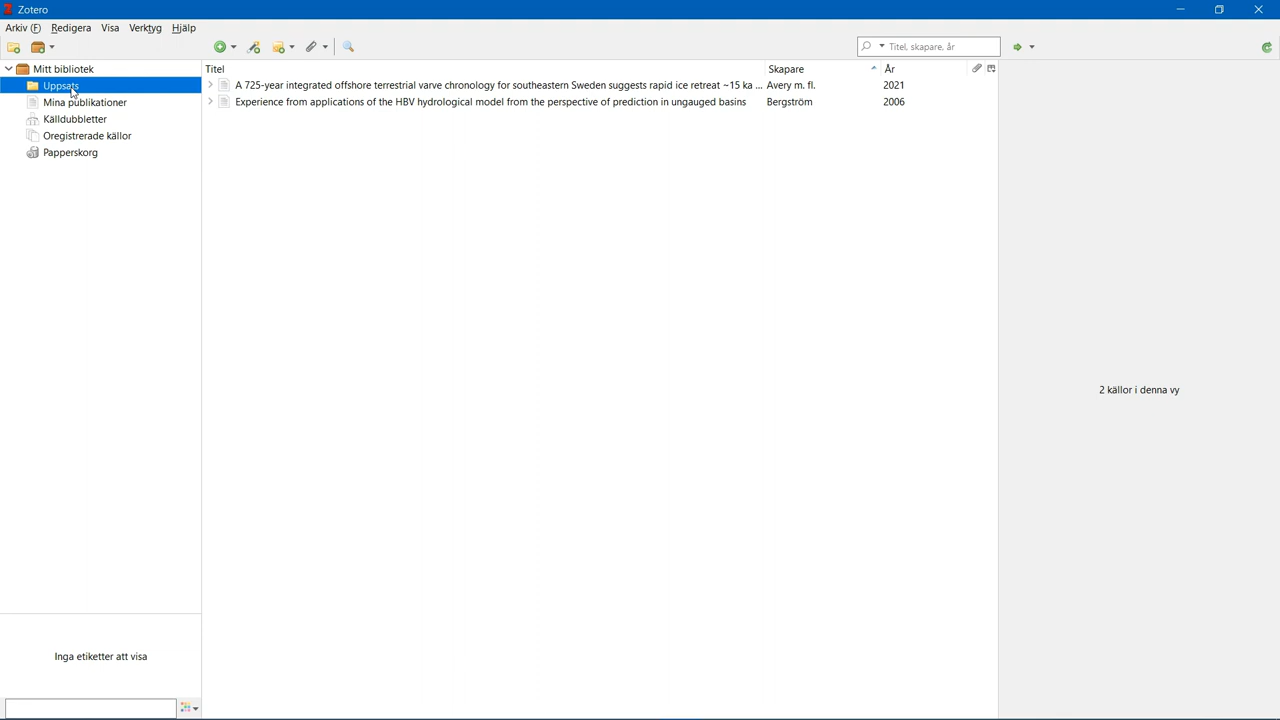 Zotero
Arkiv (F) Redigera Visa Verktyg Hjälp
Titel, skapare, år
Mitt bibliotek
Uppsats
Mina publikationer
Källdubbletter
Oregistrerade källor
Papperskorg
Titel Skapare År
A 725-year integrated offshore terrestrial varve chronology for southeastern Sweden suggests rapid ice retreat ~15 ka ... Avery m. fl. 2021
Experience from applications of the HBV hydrological model from the perspective of prediction in ungauged basins Bergström 2006
2 källor i denna vy
Inga etiketter att visa